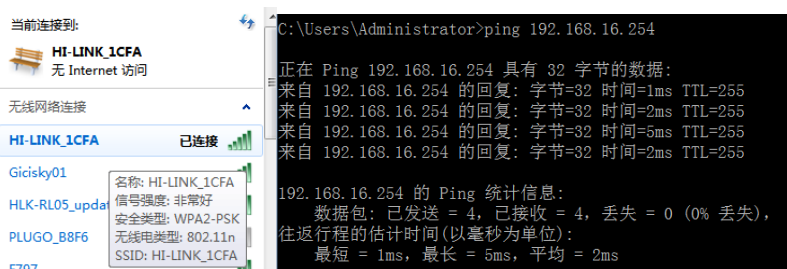 当前连接到:
HI-LINK_1CFA
无 Internet 访问
无线网络连接
HI-LINK_1CFA 已连接
Gicisky01
HLK-RL05_updat
PLUGO_B8F6
名称: HI-LINK_1CFA
信号强度: 非常好
安全类型: WPA2-PSK
无线电类型: 802.11n
SSID: HI-LINK_1CFA
C:\Users\Administrator>ping 192.168.16.254
正在 Ping 192.168.16.254 具有 32 字节的数据:
来自 192.168.16.254 的回复: 字节=32 时间=1ms TTL=255
来自 192.168.16.254 的回复: 字节=32 时间=2ms TTL=255
来自 192.168.16.254 的回复: 字节=32 时间=5ms TTL=255
来自 192.168.16.254 的回复: 字节=32 时间=2ms TTL=255
192.168.16.254 的 Ping 统计信息:
数据包: 已发送 = 4，已接收 = 4，丢失 = 0 (0% 丢失)，
往返行程的估计时间(以毫秒为单位):
最短 = 1ms，最长 = 5ms，平均 = 2ms